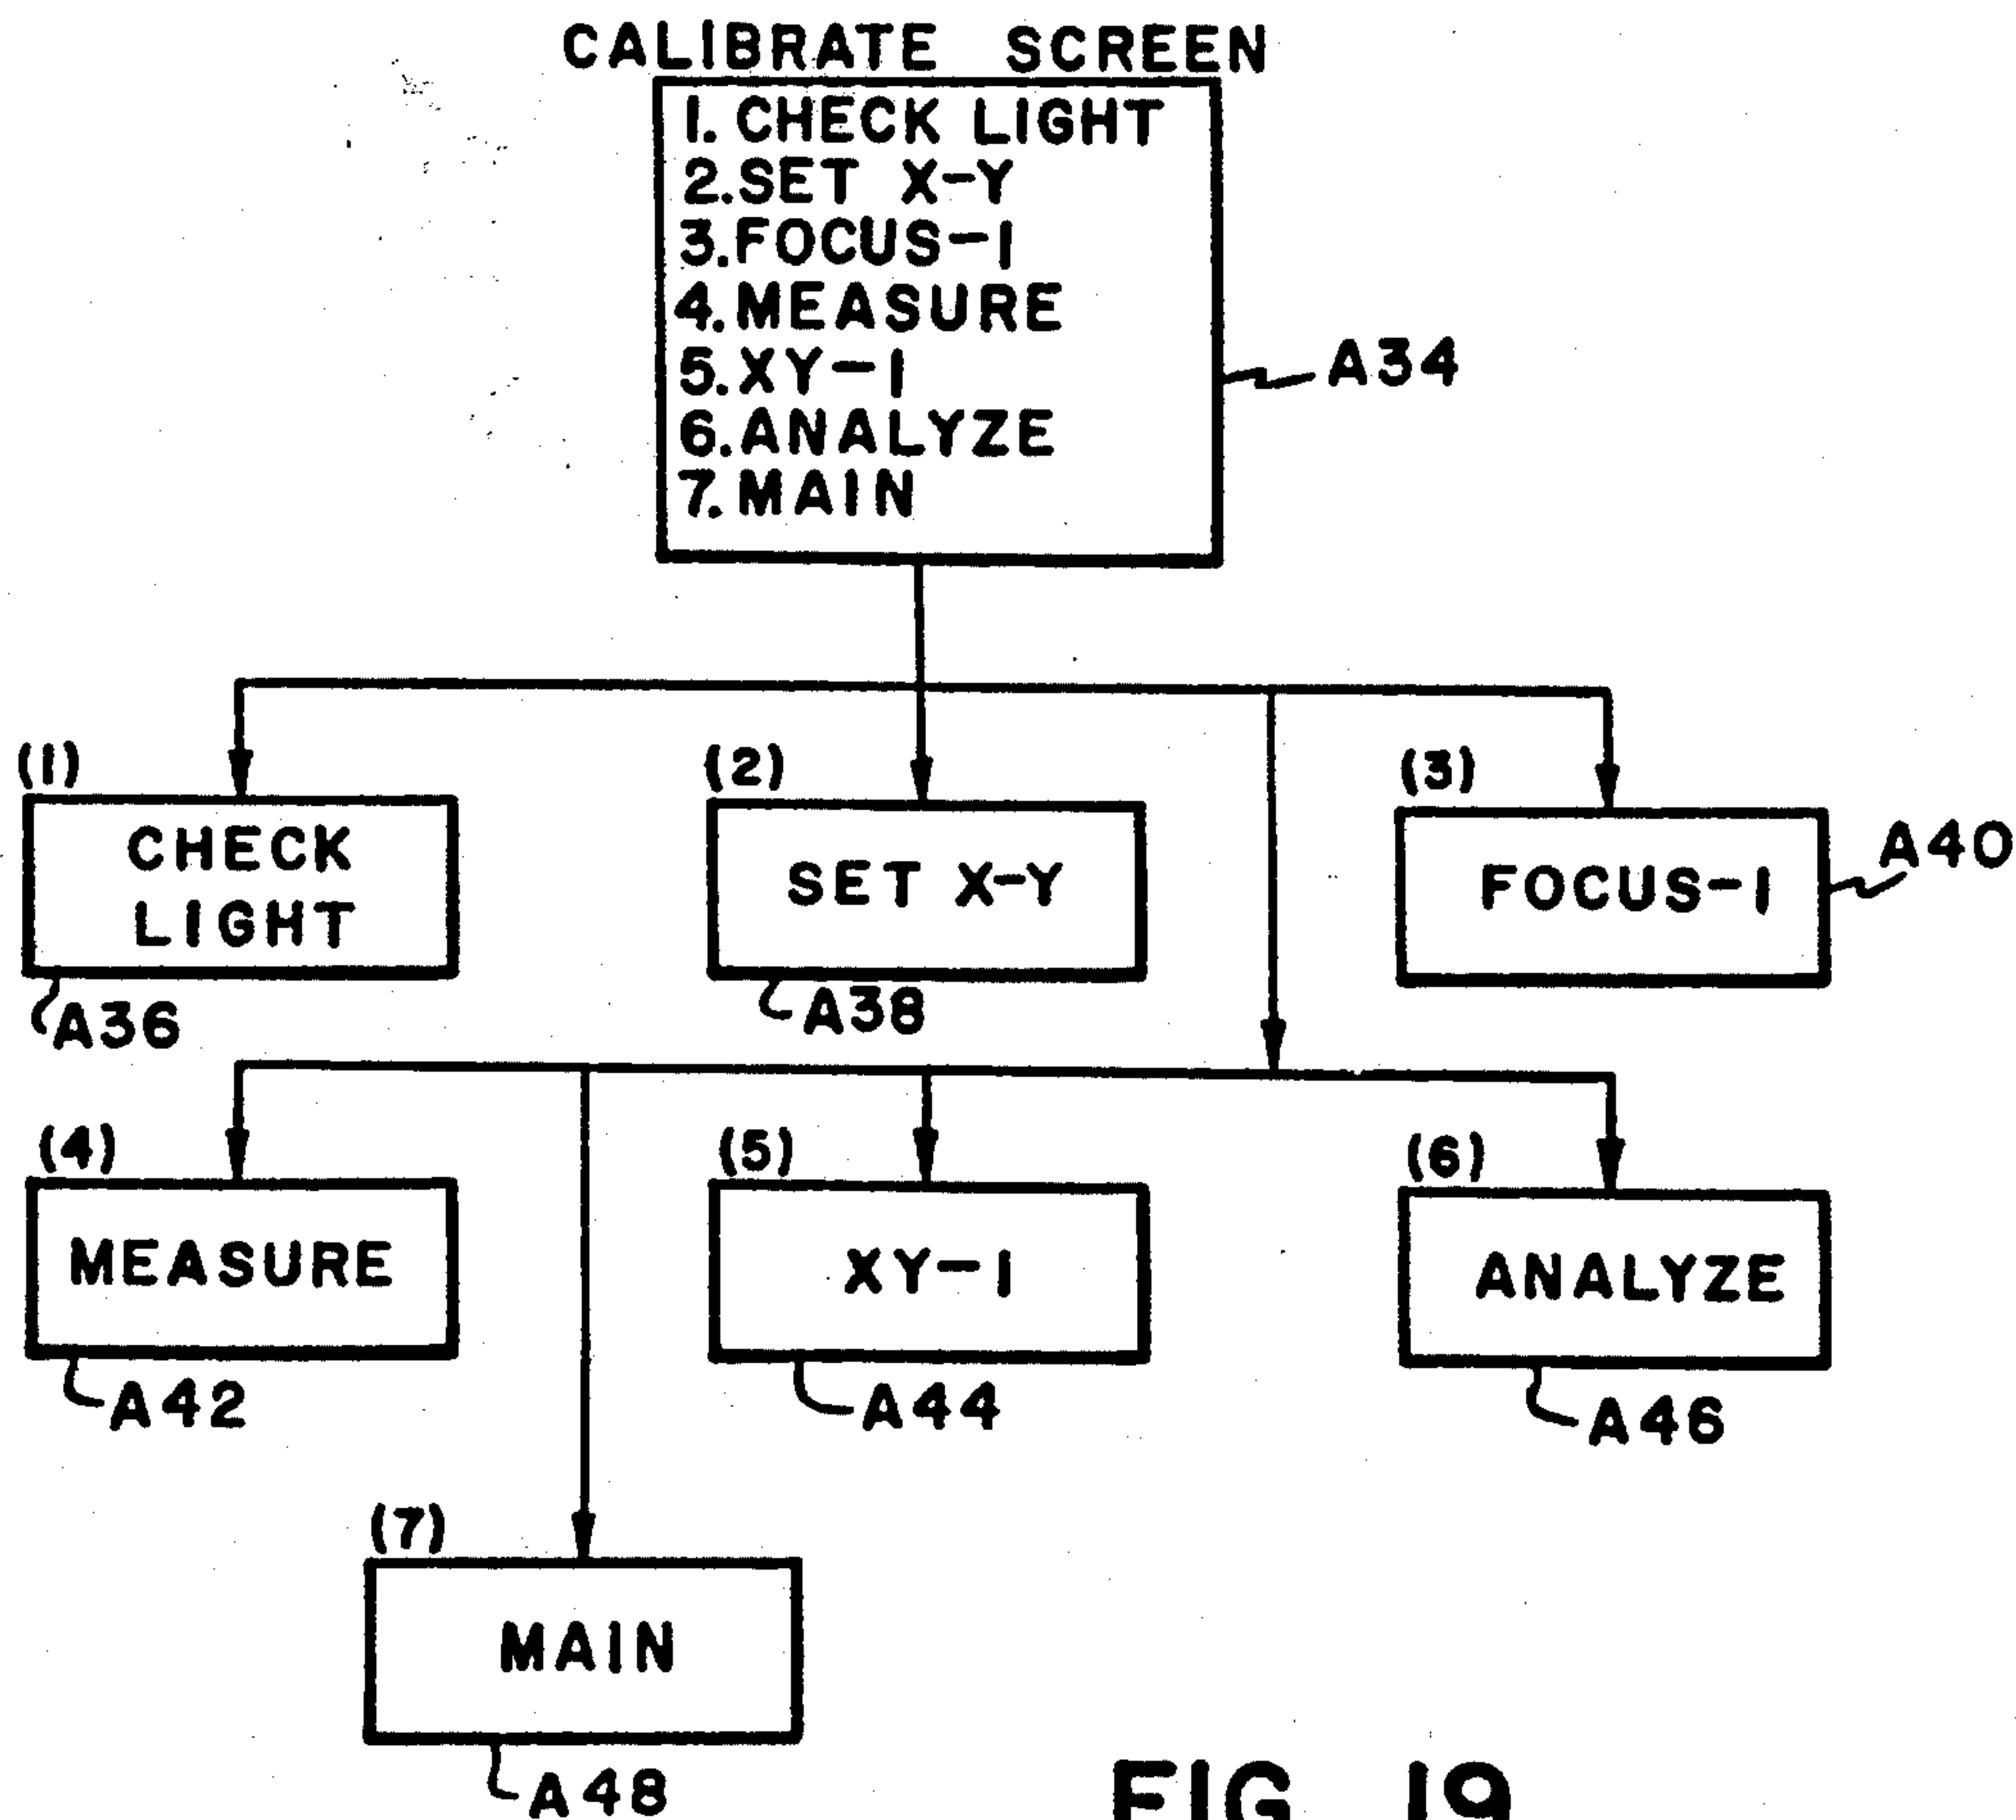 CALIBRATE SCREEN
1. CHECK LIGHT
2. SET X-Y
3. FOCUS-1
4. MEASURE
5. XY-1
6. ANALYZE
7. MAIN
A34
(1)
CHECK
LIGHT
A36
(2)
SET X-Y
A38
(3)
FOCUS-1
A40
(4)
MEASURE
A42
(5)
XY-1
A44
(6)
ANALYZE
A46
(7)
MAIN
A48
FIG 19